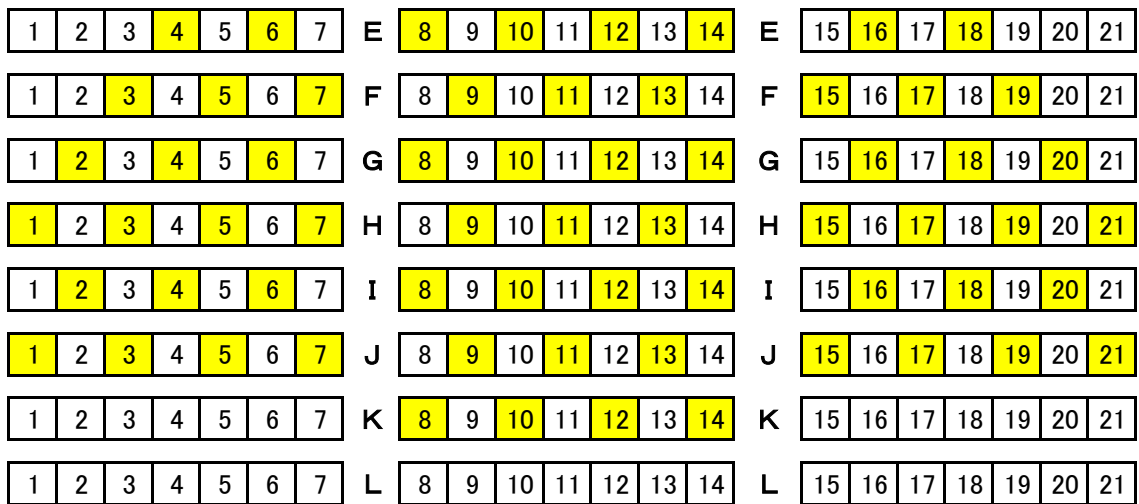 1 2 3 4 5 6 7 E 8 9 10 11 12 13 14 E 15 16 17 18 19 20 21
1 2 3 4 5 6 7 F 8 9 10 11 12 13 14 F 15 16 17 18 19 20 21
1 2 3 4 5 6 7 G 8 9 10 11 12 13 14 G 15 16 17 18 19 20 21
1 2 3 4 5 6 7 H 8 9 10 11 12 13 14 H 15 16 17 18 19 20 21
1 2 3 4 5 6 7 I 8 9 10 11 12 13 14 I 15 16 17 18 19 20 21
1 2 3 4 5 6 7 J 8 9 10 11 12 13 14 J 15 16 17 18 19 20 21
1 2 3 4 5 6 7 K 8 9 10 11 12 13 14 K 15 16 17 18 19 20 21
1 2 3 4 5 6 7 L 8 9 10 11 12 13 14 L 15 16 17 18 19 20 21